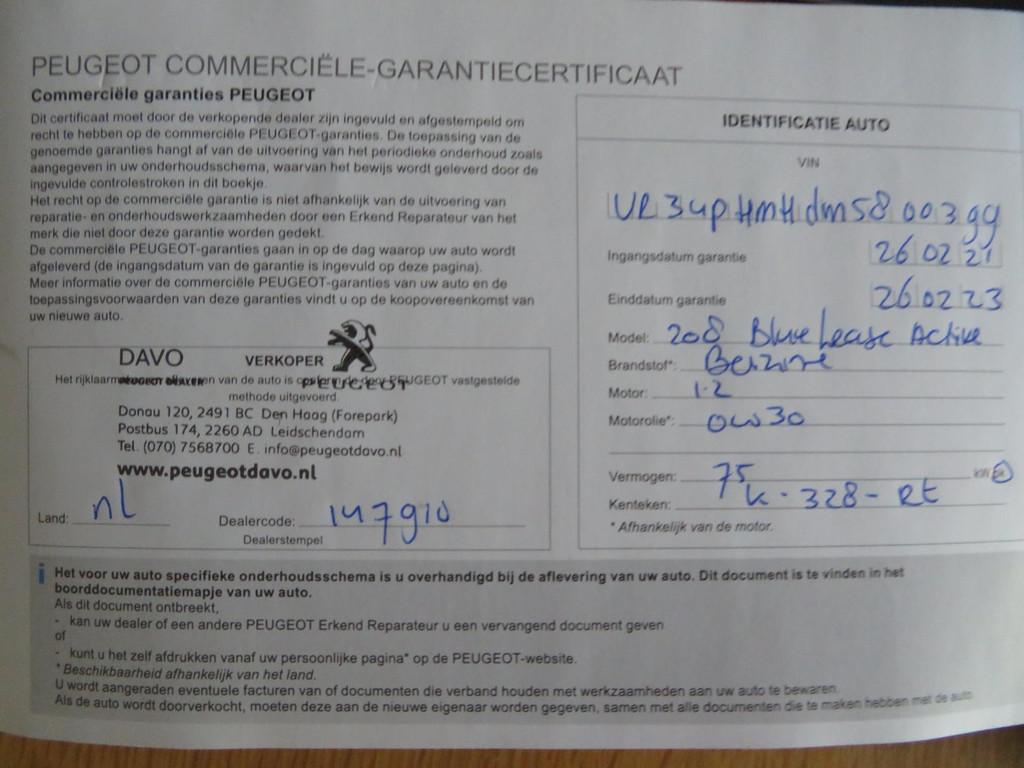 PEUGEOT COMMERCIËLE-GARANTIECERTIFICAAT
Commerciële garanties PEUGEOT
Dit certificaat moet door de verkopende dealer zijn ingevuld en afgestempeld om
recht te hebben op de commerciële PEUGEOT-garanties. De toepassing van de
genoemde garanties hangt af van de uitvoering van het periodieke onderhoud zoals
aangegeven in uw onderhoudsschema, waarvan het bewijs wordt geleverd door de
ingevulde controlestroken in dit boekje.
Het recht op de commerciële garantie is niet afhankelijk van de uitvoering van
reparatie- en onderhoudswerkzaamheden door een Erkend Reparateur van het
merk die niet door deze garantie worden gedekt.
De commerciële PEUGEOT-garanties gaan in op de dag waarop uw auto wordt
afgeleverd (de ingangsdatum van de garantie is ingevuld op deze pagina).
Meer informatie over de commerciële PEUGEOT-garanties van uw auto en de
toepassingsvoorwaarden van deze garanties vindt u op de koopovereenkomst van
uw nieuwe auto.
DAVO VERKOPER
PEUGEOT DEALER PEUGEOT
Het rijklaarmaken van de auto is door PEUGEOT vastgestelde
methode uitgevoerd.
Donau 120, 2491 BC Den Haag (Forepark)
Postbus 174, 2260 AD Leidschendam
Tel. (070) 7568700 E. info@peugeotdavo.nl
www.peugeotdavo.nl
Land: nl Dealercode: 147910
Dealerstempel
IDENTIFICATIE AUTO
VIN
UR3upHmHdm5800399
Ingangsdatum garantie 26 02 21
Einddatum garantie 26 02 23
Model: 208 Blue Lease Active
Brandstof*: Benzine
Motor: 1.2
Motorolie*: 0w30
Vermogen: 75 kW
Kenteken: K-328-Rt
* Afhankelijk van de motor.
i Het voor uw auto specifieke onderhoudsschema is u overhandigd bij de aflevering van uw auto. Dit document is te vinden in het
boorddocumentatiemapje van uw auto.
Als dit document ontbreekt,
- kan uw dealer of een andere PEUGEOT Erkend Reparateur u een vervangend document geven
of
- kunt u het zelf afdrukken vanaf uw persoonlijke pagina* op de PEUGEOT-website.
* Beschikbaarheid afhankelijk van het land.
U wordt aangeraden eventuele facturen van of documenten die verband houden met werkzaamheden aan uw auto te bewaren.
Als de auto wordt doorverkocht, moeten deze aan de nieuwe eigenaar worden gegeven, samen met alle documenten die te maken hebben met de auto